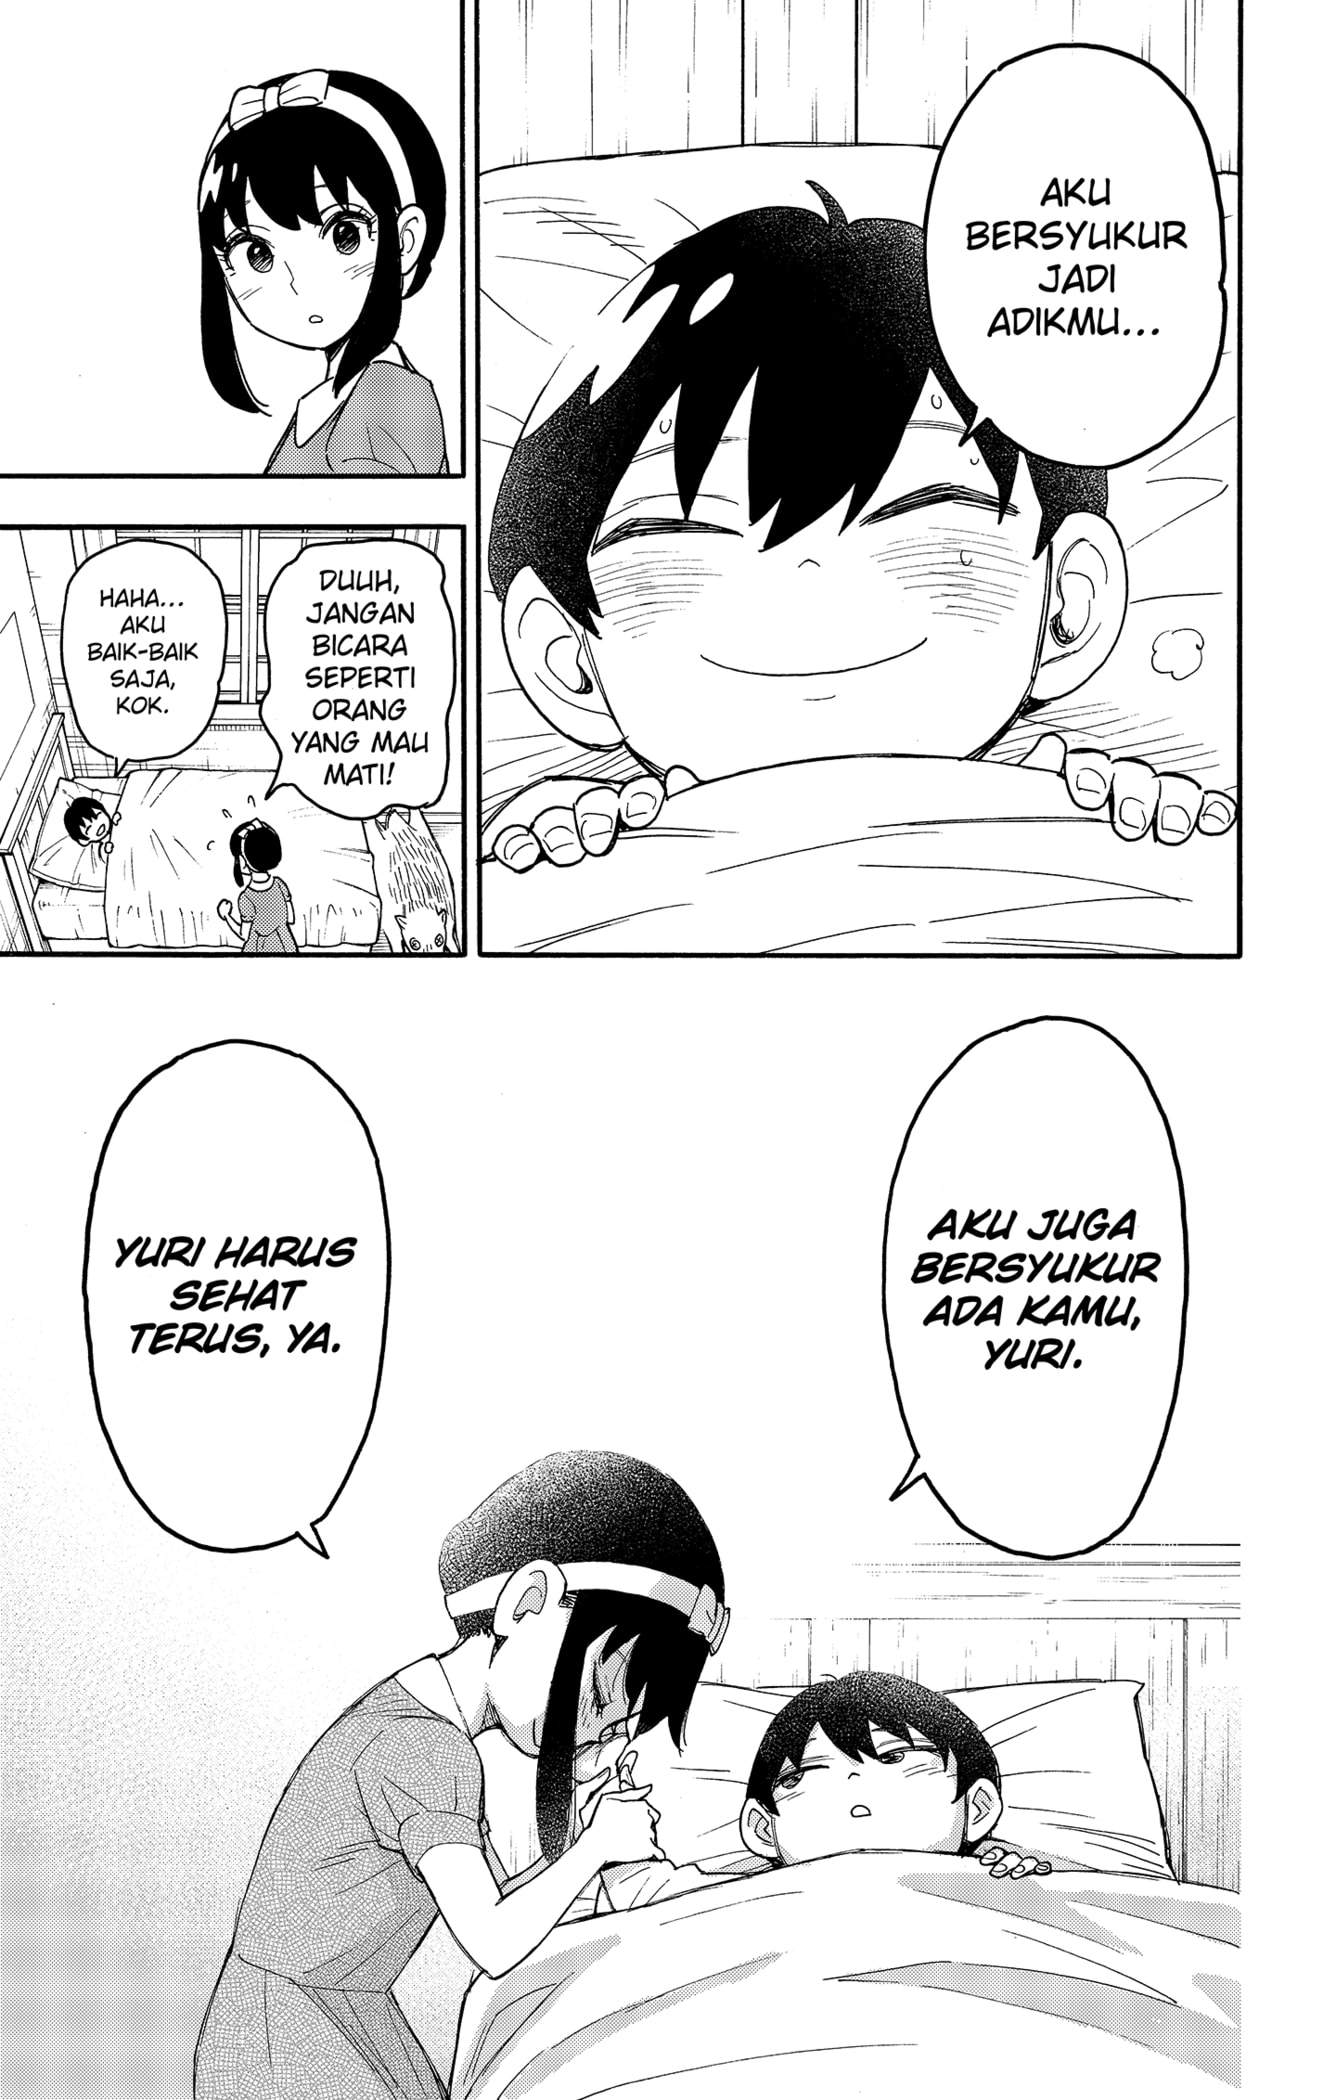 AKU
BERSYUKUR
JADI
ADIKMU...
DUUH,
JANGAN
BICARA
SEPERTI
ORANG
YANG MAU
MATI!
HAHA...
AKU
BAIK-BAIK
SAJA,
KOK.
AKU JUGA
BERSYUKUR
ADA KAMU,
YURI.
YURI HARUS
SEHAT
TERUS, YA.